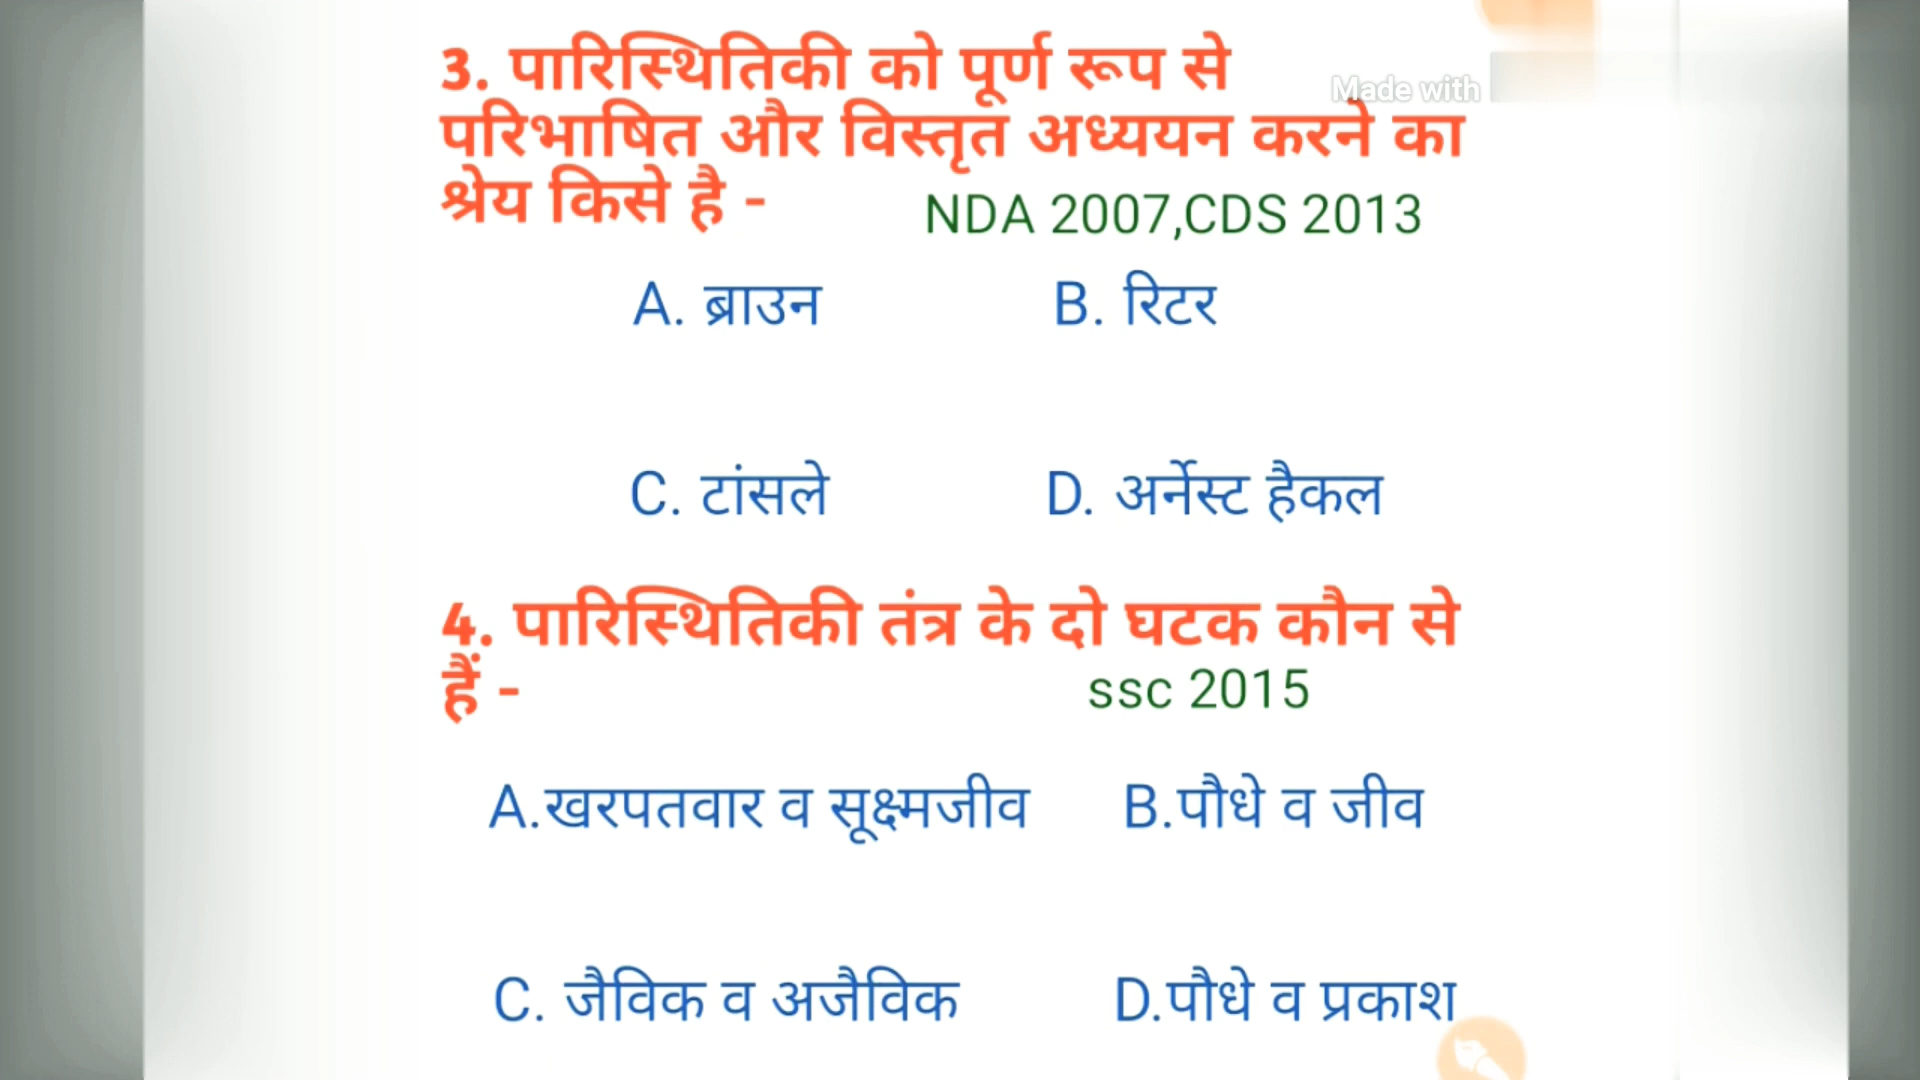 3. पारिस्थितिकी को पूर्ण रूप से
Made with
परिभाषित और विस्तृत अध्ययन करने का
श्रेय किसे है -
NDA 2007,CDS 2013
A. ब्राउन B. रिटर
C. टांसले D. अर्नेस्ट हैकल
4. पारिस्थितिकी तंत्र के दो घटक कौन से
हैं -
ssc 2015
A.खरपतवार व सूक्ष्मजीव B.पौधे व जीव
C. जैविक व अजैविक D.पौधे व प्रकाश